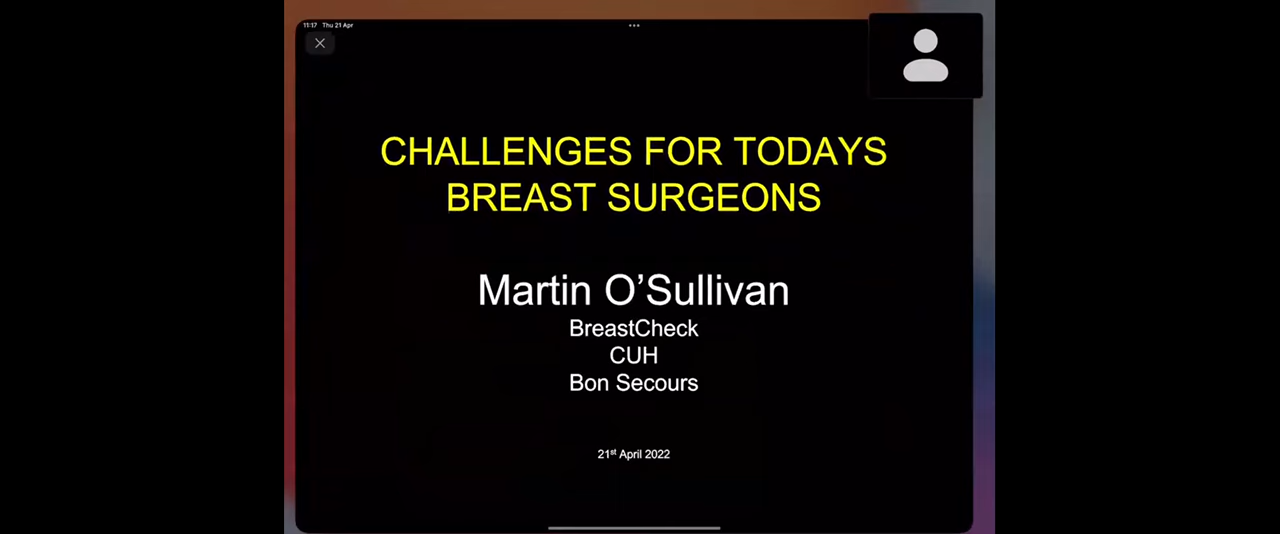 11:17 Thu 21 Apr
CHALLENGES FOR TODAYS
BREAST SURGEONS
Martin O’Sullivan
BreastCheck
CUH
Bon Secours
21st April 2022